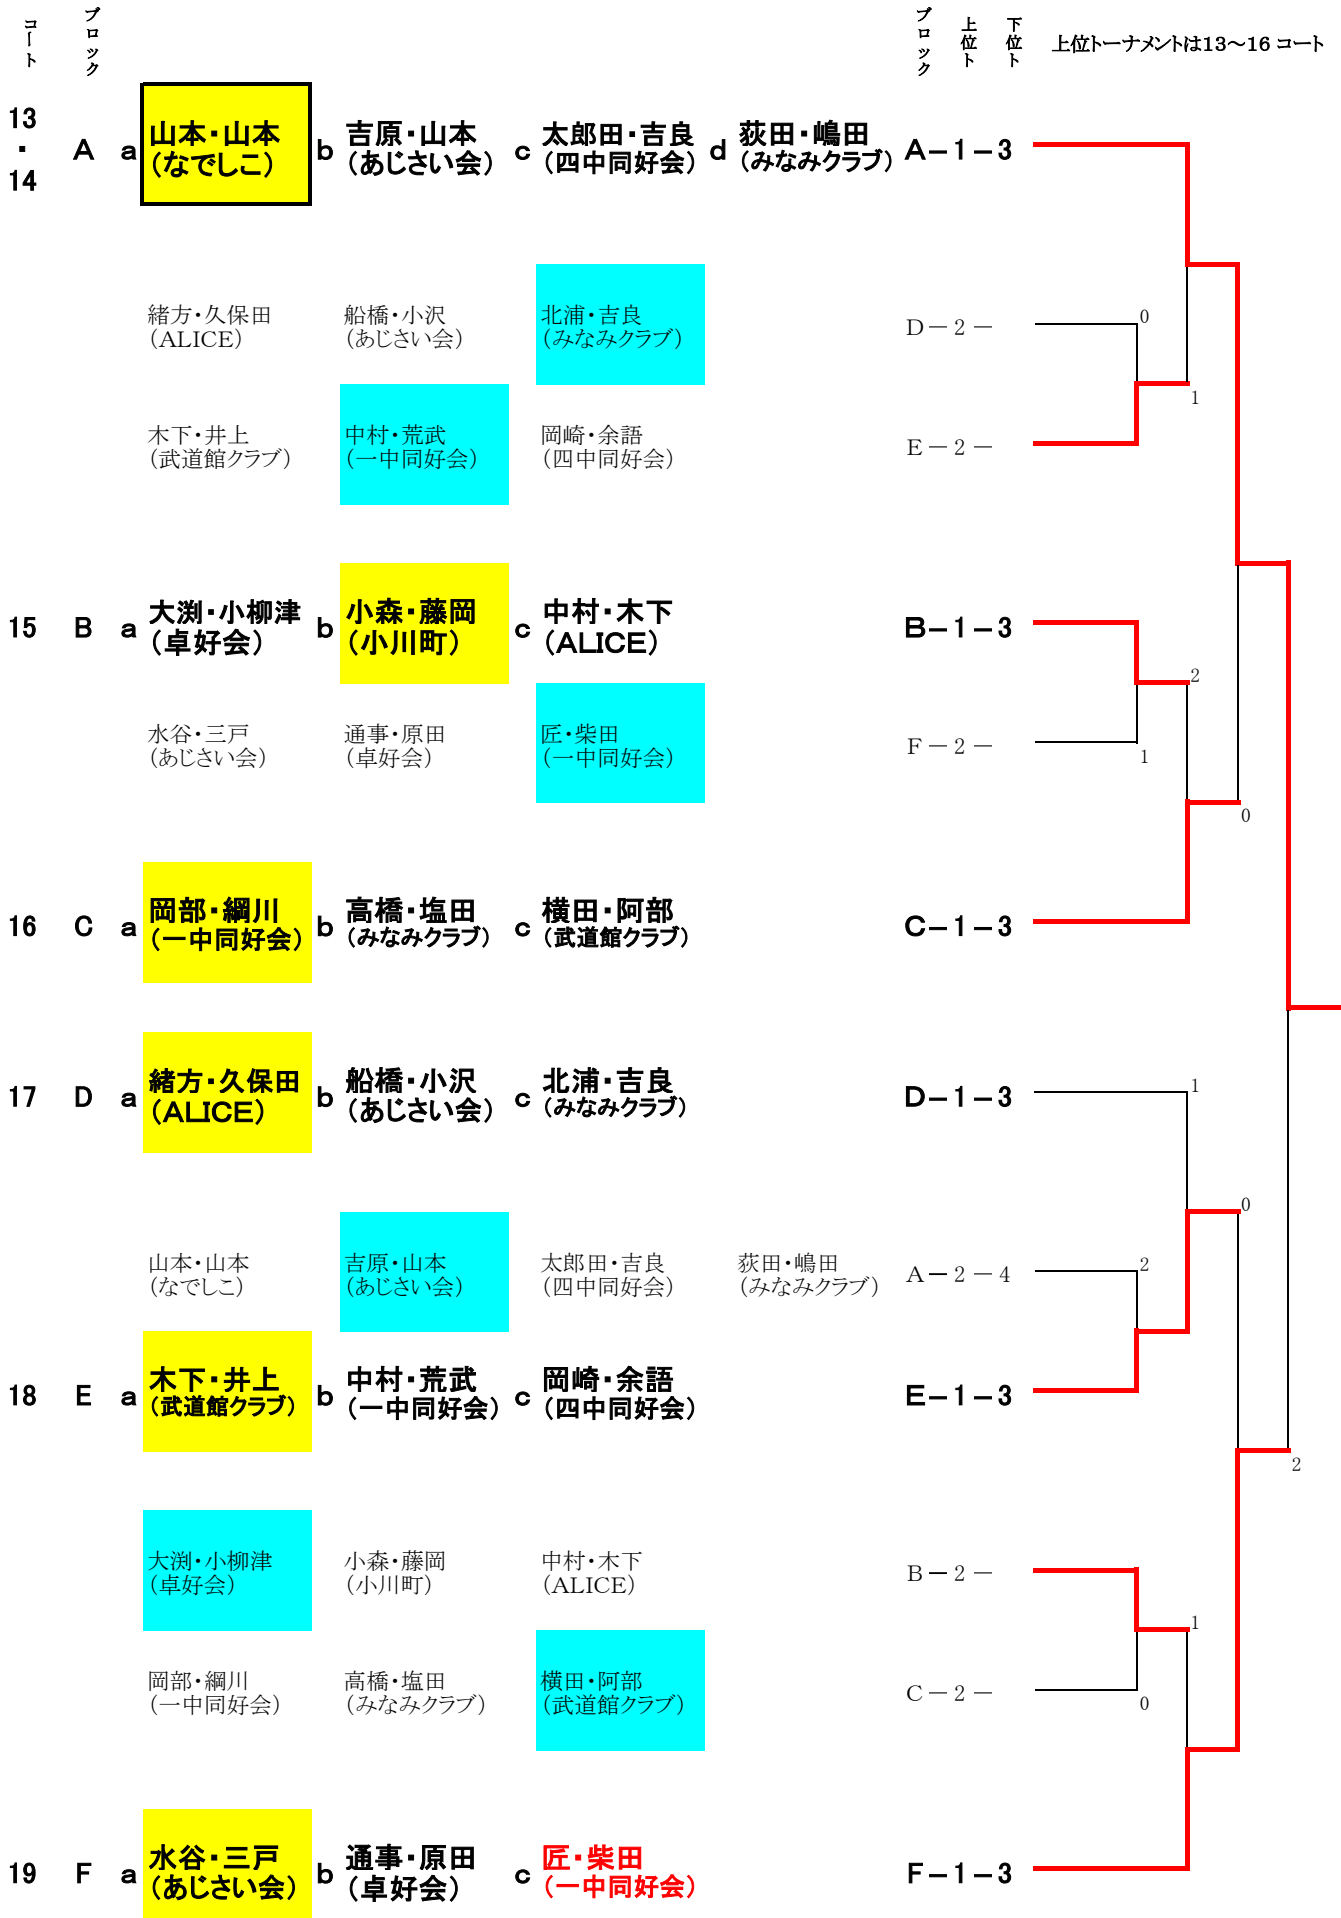 コート ブロック ブロック 上位ト 下位ト 上位トーナメントは13～16コート
13・14 A a 山本・山本 b 吉原・山本 c 太郎田・吉良 d 荻田・嶋田 A－1－3
(なでしこ) (あじさい会) (四中同好会) (みなみクラブ)
緒方・久保田 船橋・小沢 北浦・吉良 D－2－ 0
(ALICE) (あじさい会) (みなみクラブ)
1
木下・井上 中村・荒武 岡崎・余語 E－2－
(武道館クラブ) (一中同好会) (四中同好会)
15 B a 大渕・小柳津 b 小森・藤岡 c 中村・木下 B－1－3
(卓好会) (小川町) (ALICE)
2
水谷・三戸 通事・原田 匠・柴田 F－2－ 1
(あじさい会) (卓好会) (一中同好会)
0
16 C a 岡部・綱川 b 高橋・塩田 c 横田・阿部 C－1－3
(一中同好会) (みなみクラブ) (武道館クラブ)
17 D a 緒方・久保田 b 船橋・小沢 c 北浦・吉良 D－1－3 1
(ALICE) (あじさい会) (みなみクラブ)
0
山本・山本 吉原・山本 太郎田・吉良 荻田・嶋田 A－2－4 2
(なでしこ) (あじさい会) (四中同好会) (みなみクラブ)
18 E a 木下・井上 b 中村・荒武 c 岡崎・余語 E－1－3
(武道館クラブ) (一中同好会) (四中同好会)
2
大渕・小柳津 小森・藤岡 中村・木下 B－2－
(卓好会) (小川町) (ALICE)
1
岡部・綱川 高橋・塩田 横田・阿部 C－2－ 0
(一中同好会) (みなみクラブ) (武道館クラブ)
19 F a 水谷・三戸 b 通事・原田 c 匠・柴田 F－1－3
(あじさい会) (卓好会) (一中同好会)